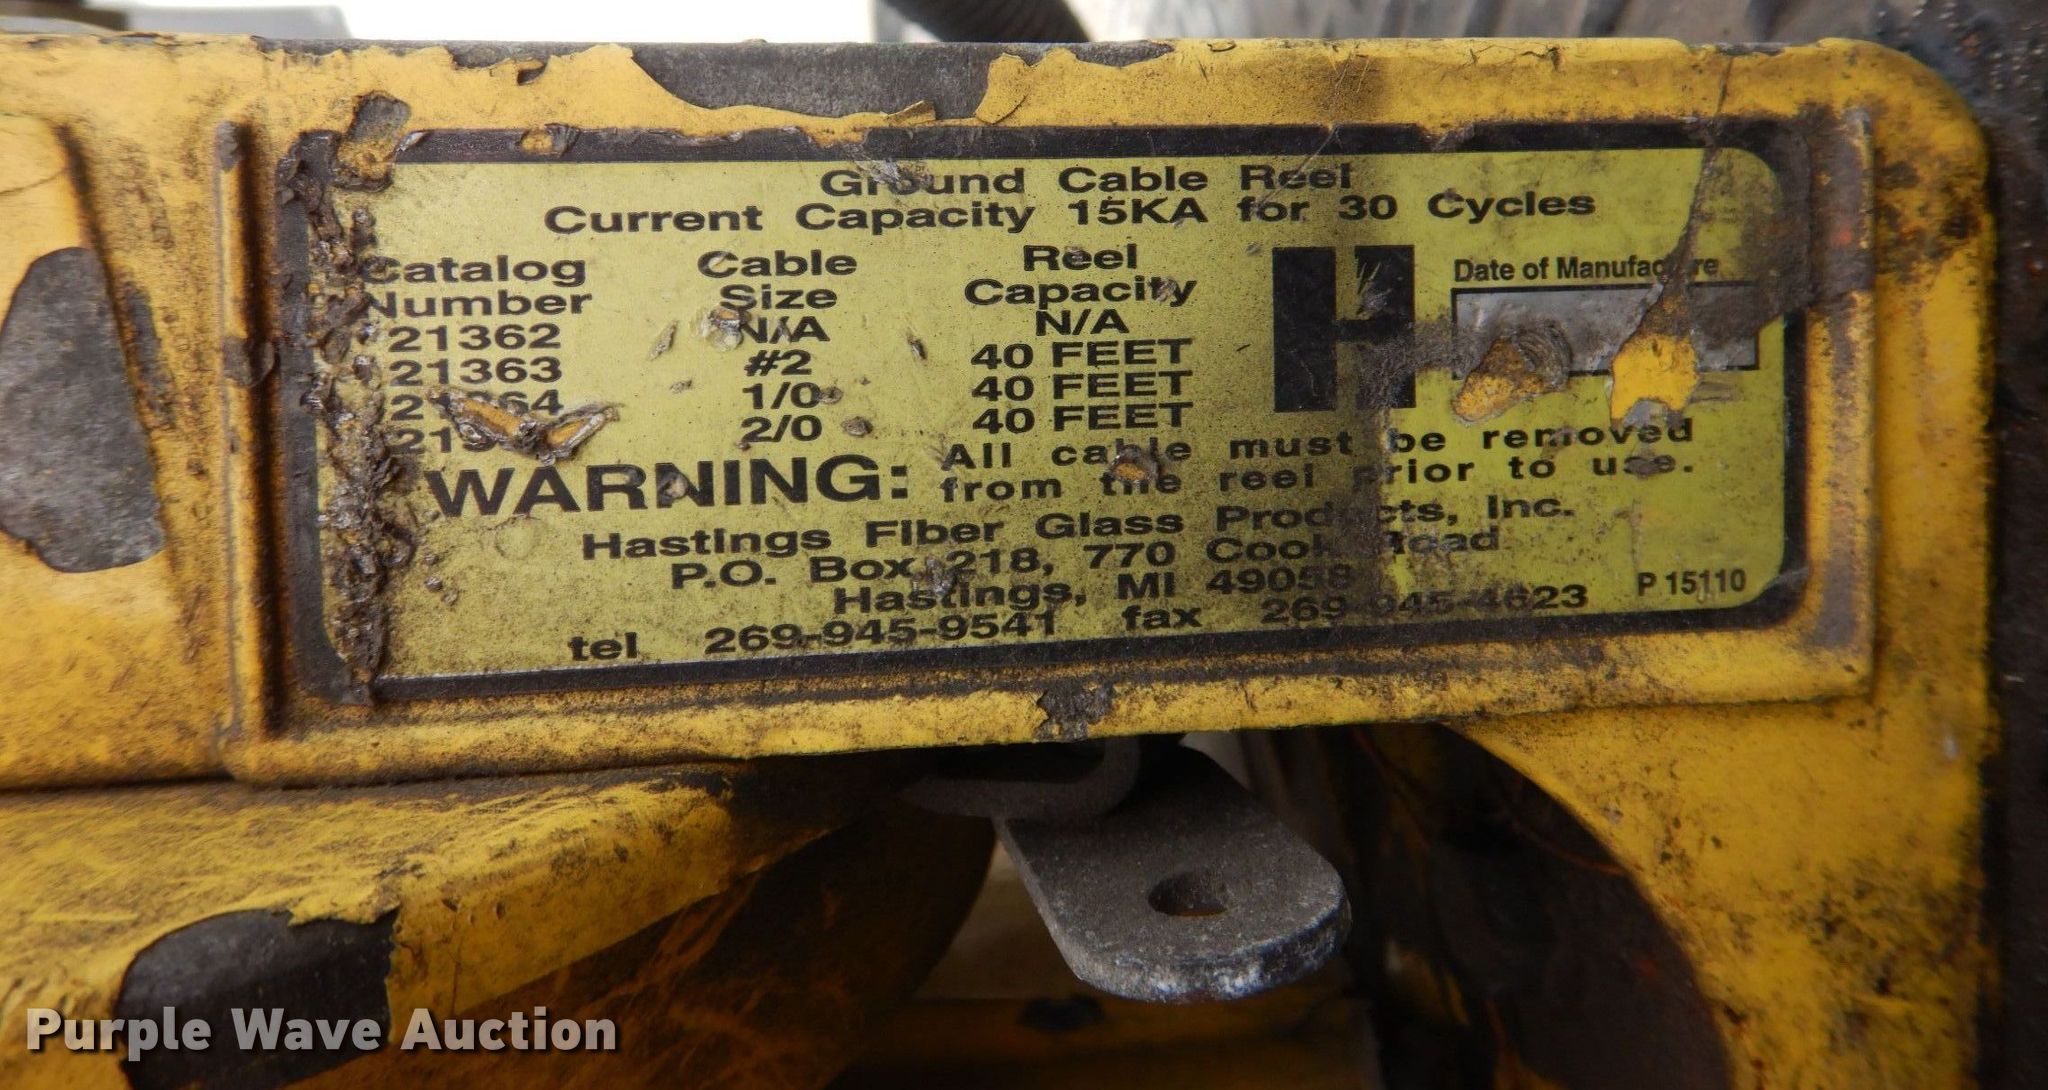 Ground Cable Reel
Current Capacity 15KA for 30 Cycles
Catalog Number Cable Size Reel Capacity
21362 N/A N/A
21363 #2 40 FEET
21364 1/0 40 FEET
2/0 40 FEET
H
Date of Manufacture
WARNING: All cable must be removed
from the reel prior to use.
Hastings Fiber Glass Products, Inc.
P.O. Box 218, 770 Cook Road
Hastings, MI 49058
tel 269-945-9541 fax 269-945-4623
P 15110
Purple Wave Auction